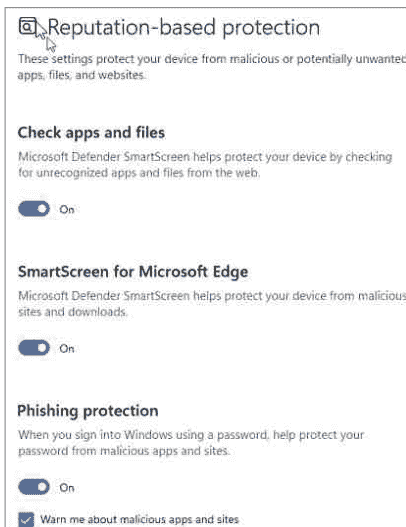 Reputation-based protection
These settings protect your device from malicious or potentially unwanted
apps, files, and websites.
Check apps and files
Microsoft Defender SmartScreen helps protect your device by checking
for unrecognized apps and files from the web.
On
SmartScreen for Microsoft Edge
Microsoft Defender SmartScreen helps protect your device from malicious
sites and downloads.
On
Phishing protection
When you sign into Windows using a password, help protect your
password from malicious apps and sites.
On
Warn me about malicious apps and sites